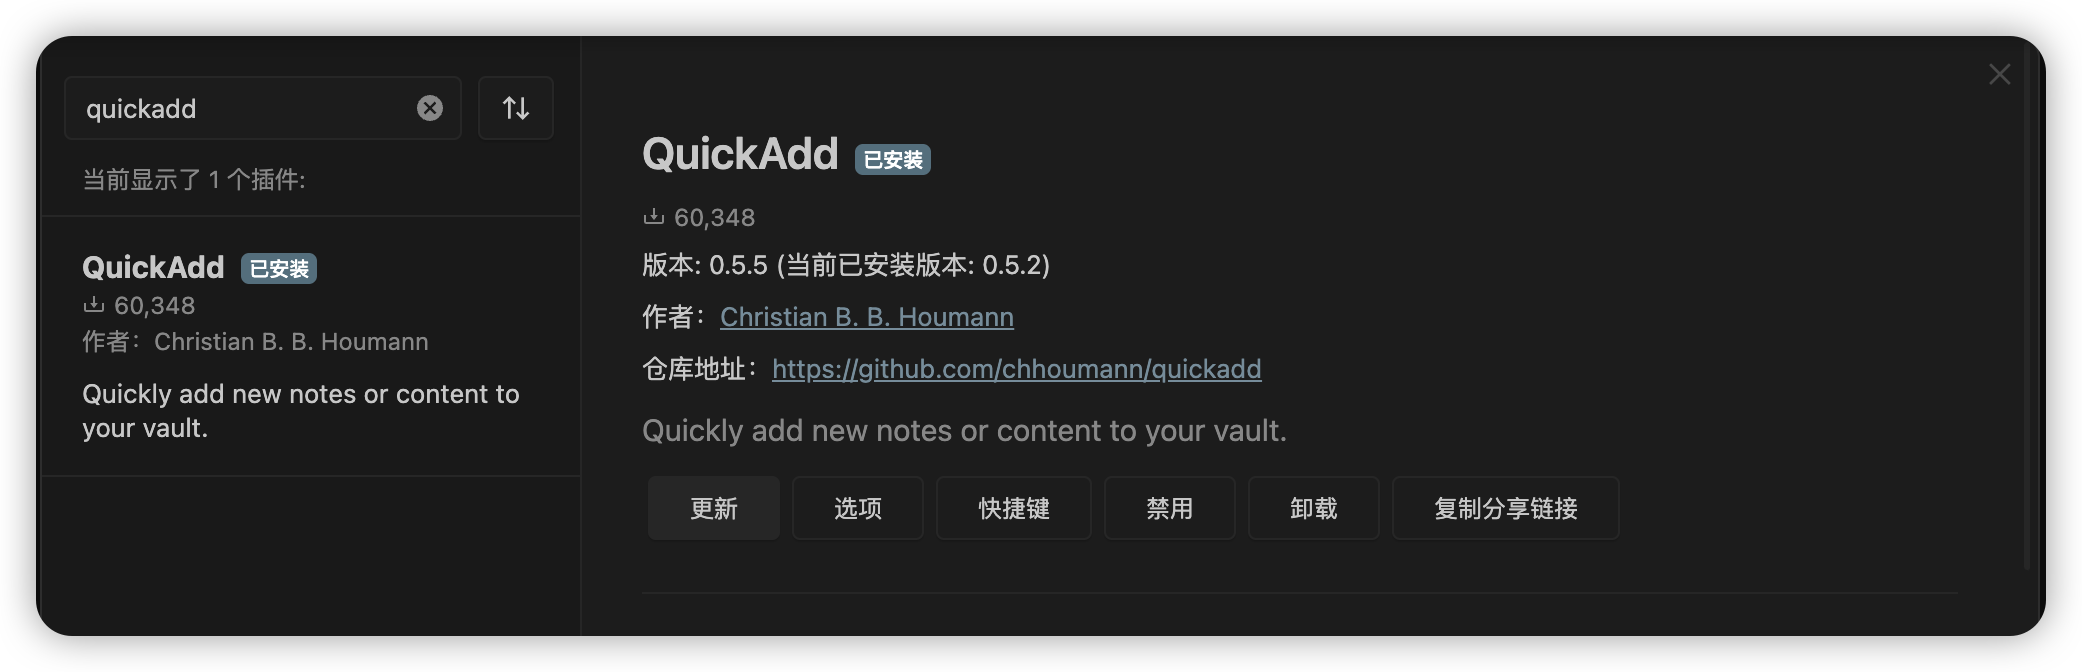 quickadd
当前显示了 1 个插件:
QuickAdd 已安装
60,348
作者：Christian B. B. Houmann
Quickly add new notes or content to
your vault.
QuickAdd 已安装
60,348
版本: 0.5.5 (当前已安装版本: 0.5.2)
作者：Christian B. B. Houmann
仓库地址：https://github.com/chhoumann/quickadd
Quickly add new notes or content to your vault.
更新 选项 快捷键 禁用 卸载 复制分享链接